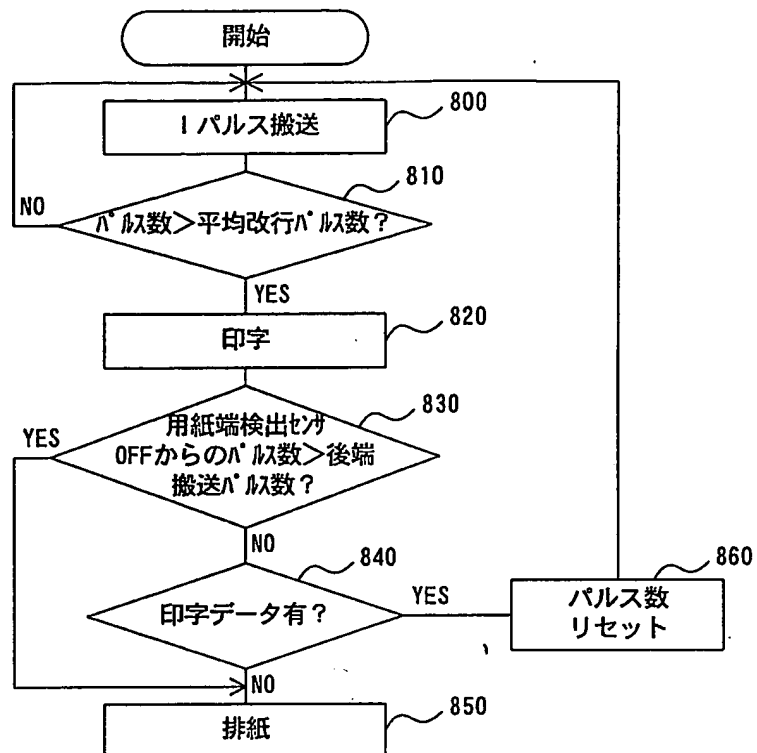 開始
1パルス搬送
800
810
NO
パルス数>平均改行パルス数?
YES
印字
820
用紙端検出センサ
OFFからのパルス数>後端
搬送パルス数?
830
YES
NO
840
印字データ有?
YES
860
パルス数
リセット
NO
排紙
850